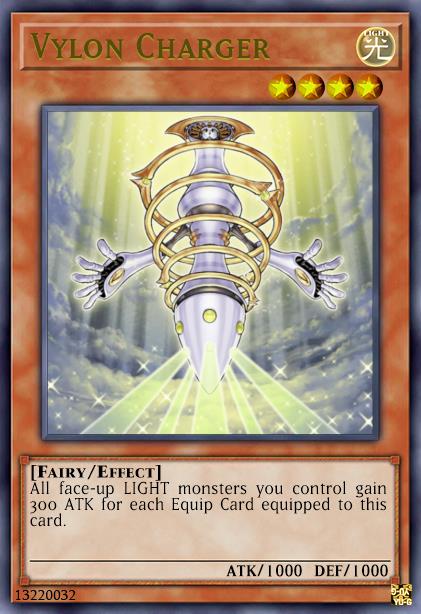 Vylon Charger
LIGHT
光
[Fairy/Effect]
All face-up LIGHT monsters you control gain
300 ATK for each Equip Card equipped to this
card.
ATK/1000 DEF/1000
13220032